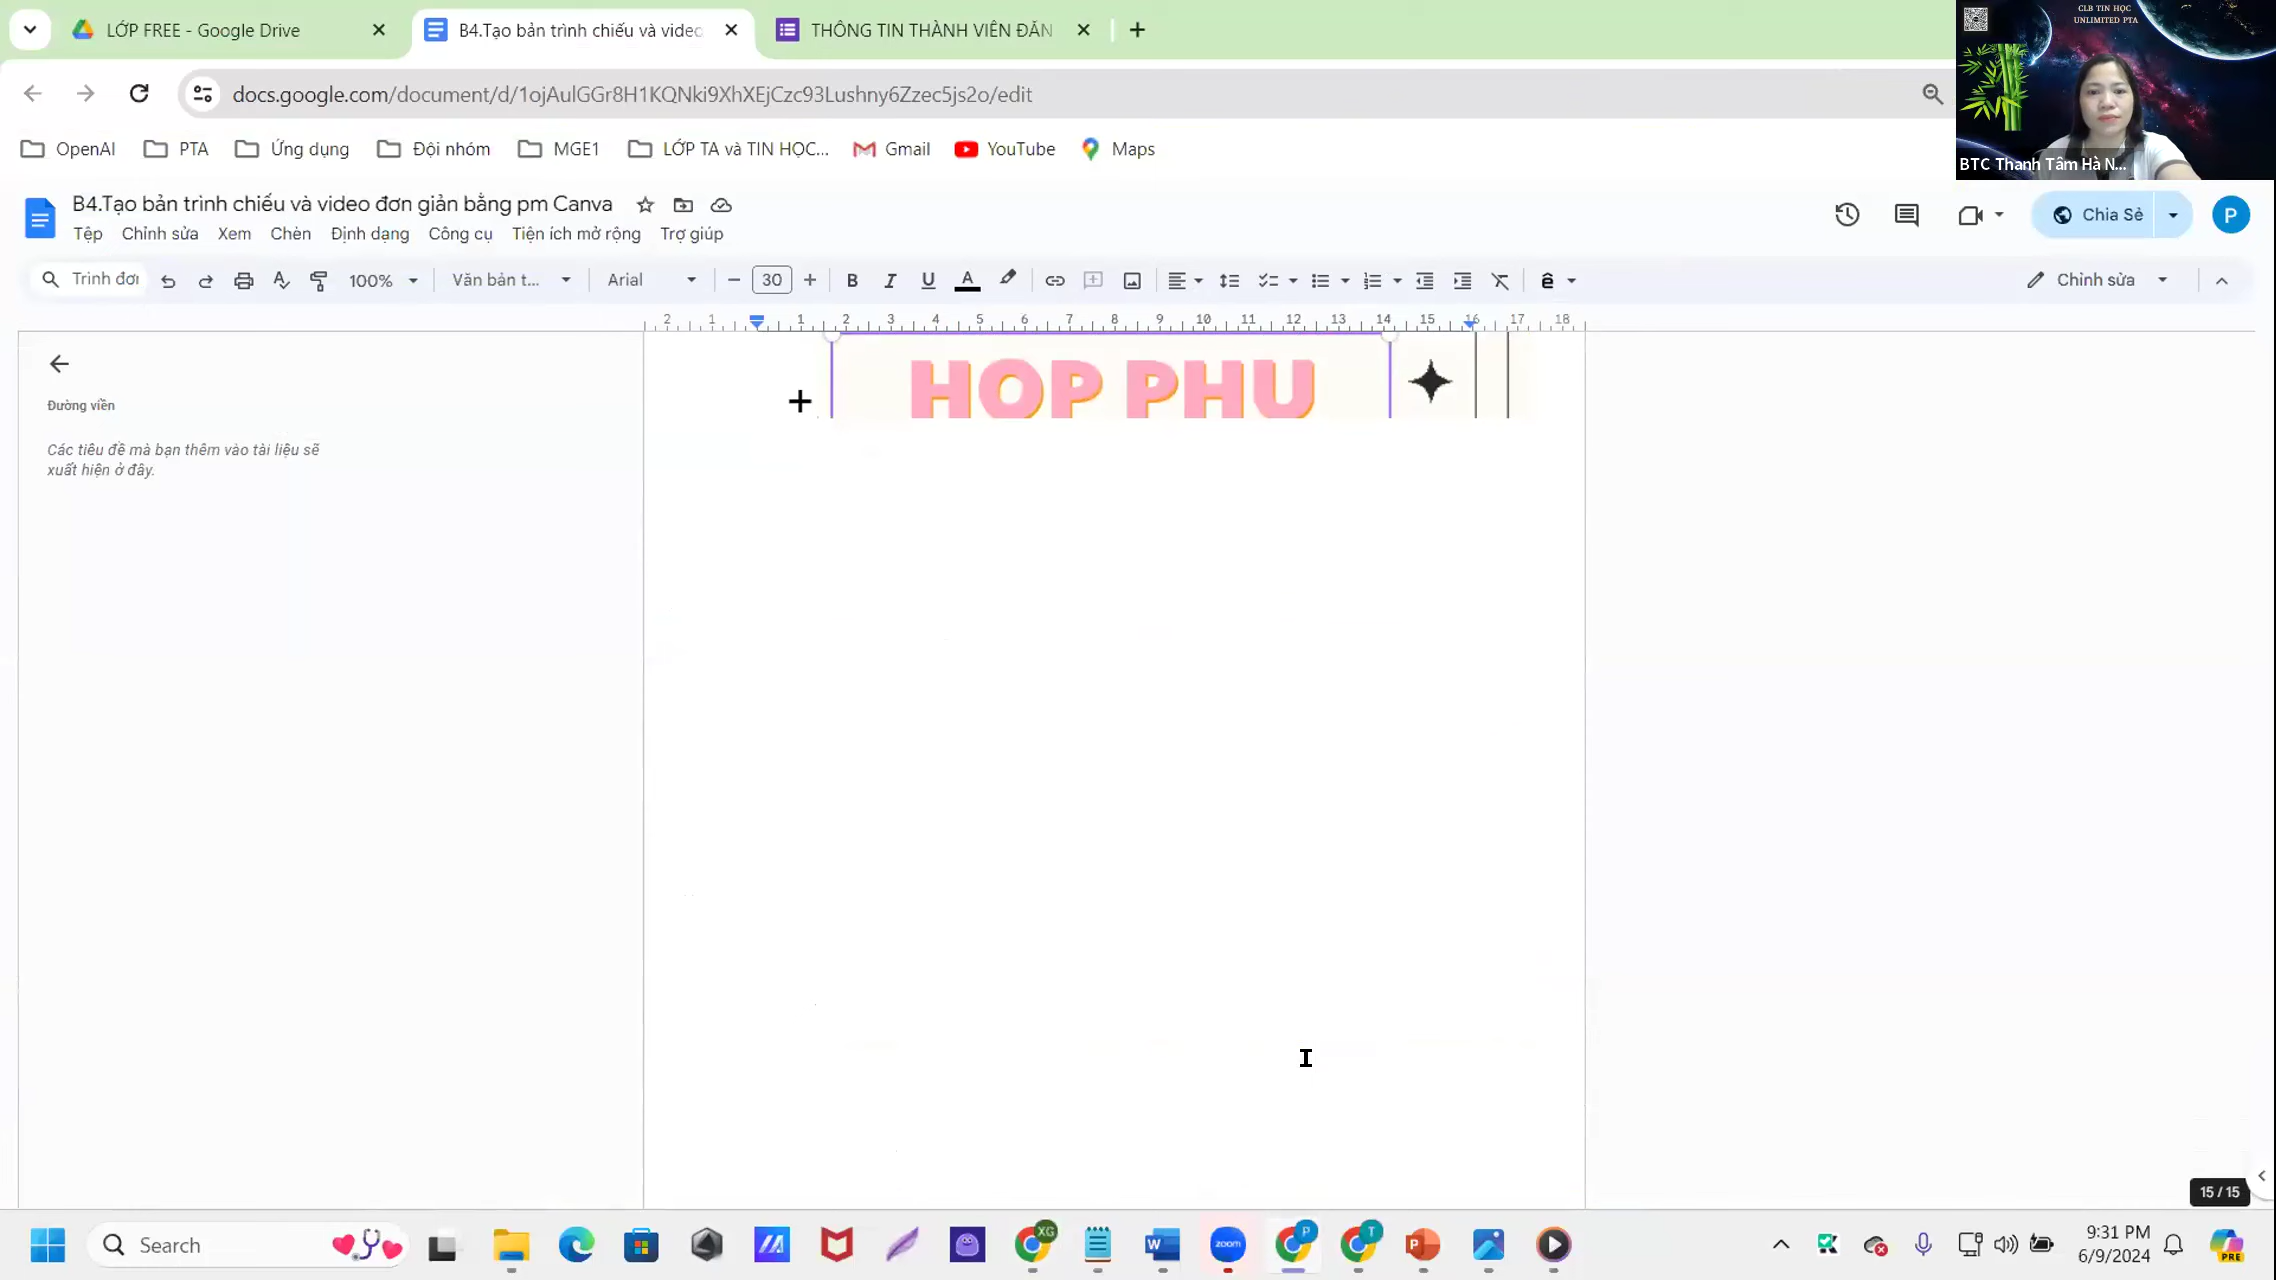 LỚP FREE - Google Drive
B4.Tạo bản trình chiếu và video
THÔNG TIN THÀNH VIÊN ĐĂN
CLB TIN HỌC
UNLIMITED PTA
docs.google.com/document/d/1ojAulGGr8H1KQNki9XhXEjCzc93Lushny6Zzec5js2o/edit
OpenAI
PTA
Ứng dụng
Đội nhóm
MGE1
LỚP TA và TIN HỌC...
Gmail
YouTube
Maps
BTC Thanh Tâm Hà N...
B4.Tạo bản trình chiếu và video đơn giản bằng pm Canva
Chia Sẻ
P
Tệp Chỉnh sửa Xem Chèn Định dạng Công cụ Tiện ích mở rộng Trợ giúp
Trình đơn
100%
Văn bản t...
Arial
30
B I U A
ê
Chỉnh sửa
2 1 1 2 3 4 5 6 7 8 9 10 11 12 13 14 15 16 17 18
HOP PHU
Đường viền
Các tiêu đề mà bạn thêm vào tài liệu sẽ
xuất hiện ở đây.
15 / 15
Search
XG
W
zoom
P
T
P
PRE
9:31 PM
6/9/2024